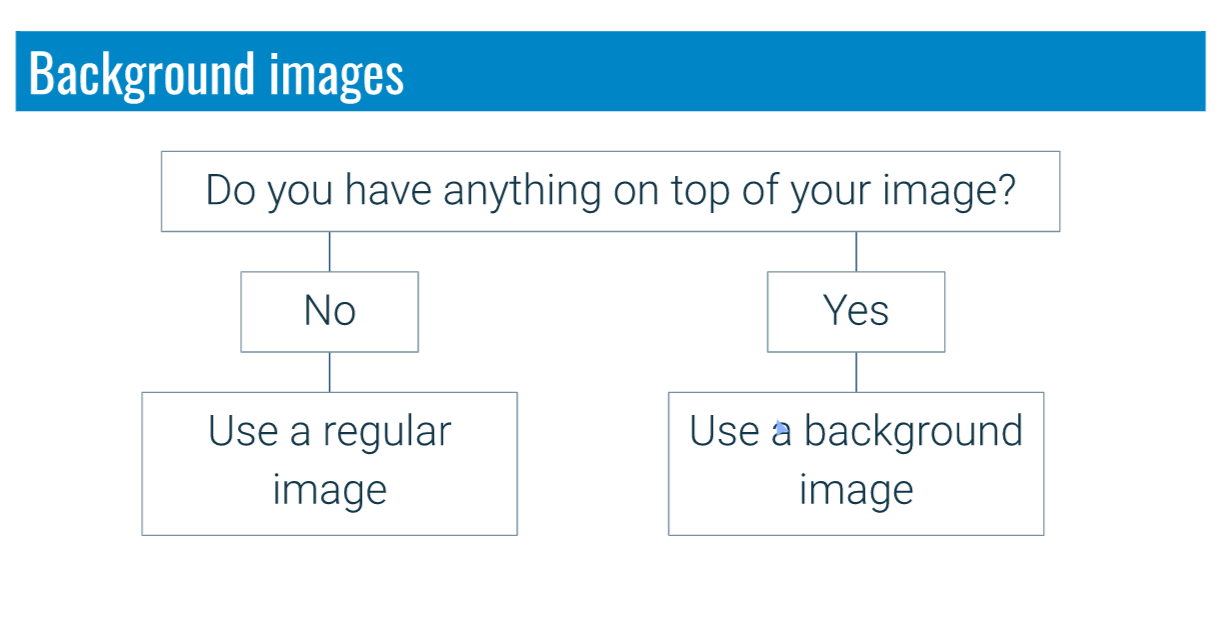 Background images
Do you have anything on top of your image?
No
Yes
Use a regular
image
Use a background
image